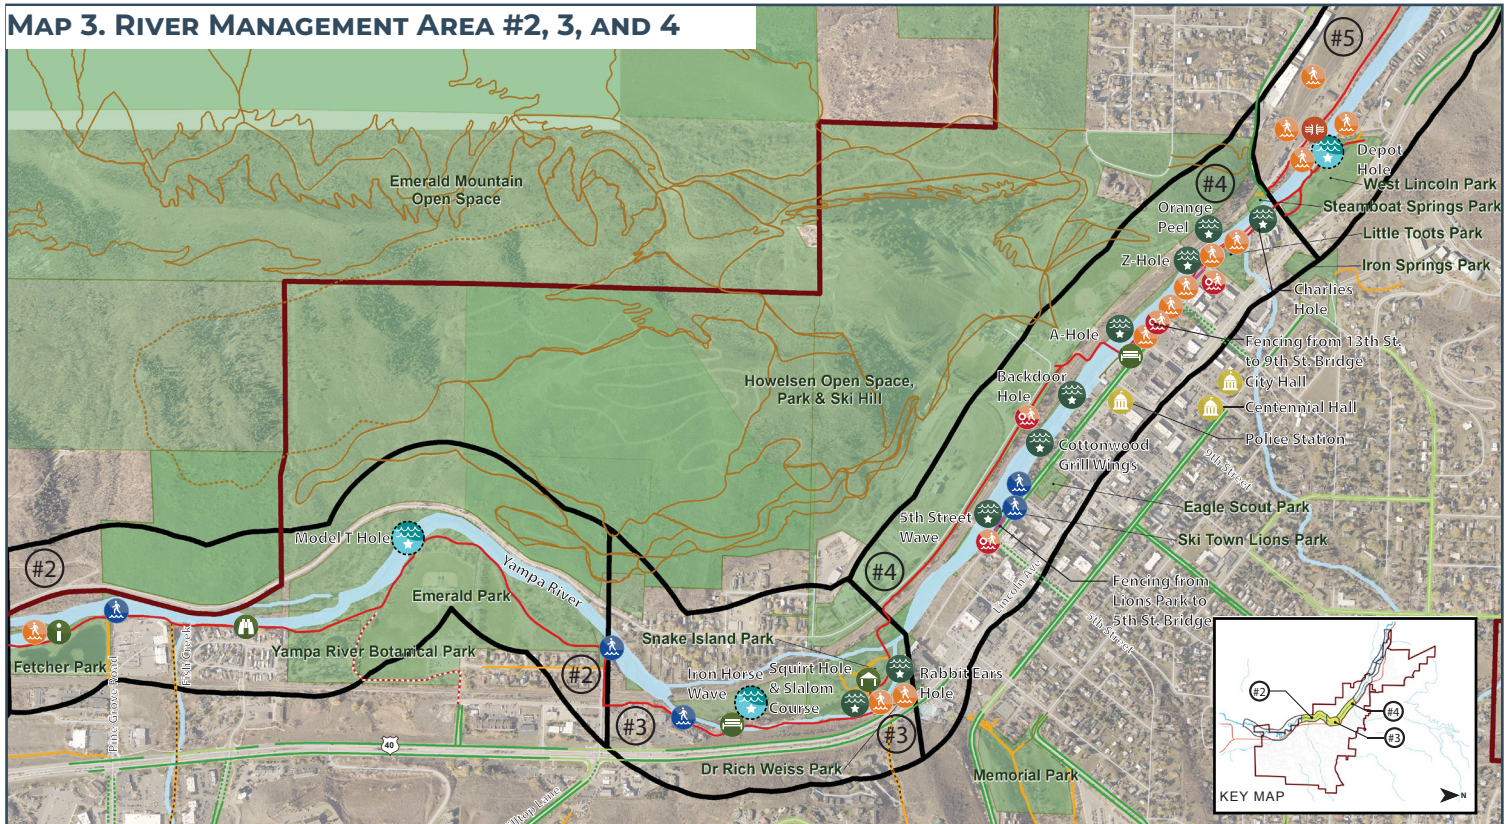 MAP 3. RIVER MANAGEMENT AREA #2, 3, AND 4
#5
Depot
Hole
West Lincoln Park
Steamboat Springs Park
Little Toots Park
Iron Springs Park
Charlies
Hole
#4
Orange
Peel
Z-Hole
Emerald Mountain
Open Space
A-Hole
Fencing from 13th St.
to 9th St. Bridge
City Hall
Centennial Hall
Police Station
9th Street
Howelsen Open Space,
Park & Ski Hill
Backdoor
Hole
Cottonwood
Grill Wings
Eagle Scout Park
Ski Town Lions Park
5th Street
Wave
Fencing from
Lions Park to
5th St. Bridge
Lincoln Ave
5th Street
#4
#2
Model T Hole
Yampa River
Emerald Park
Fetcher Park
Pine Grove Road
Fish Creek
Yampa River Botanical Park
Snake Island Park
Iron Horse
Wave
Squirt Hole
& Slalom
Course
Rabbit Ears
Hole
#2
#3
#3
40
Dr Rich Weiss Park
Memorial Park
Hilltop Lane
#2
#4
#3
KEY MAP
N